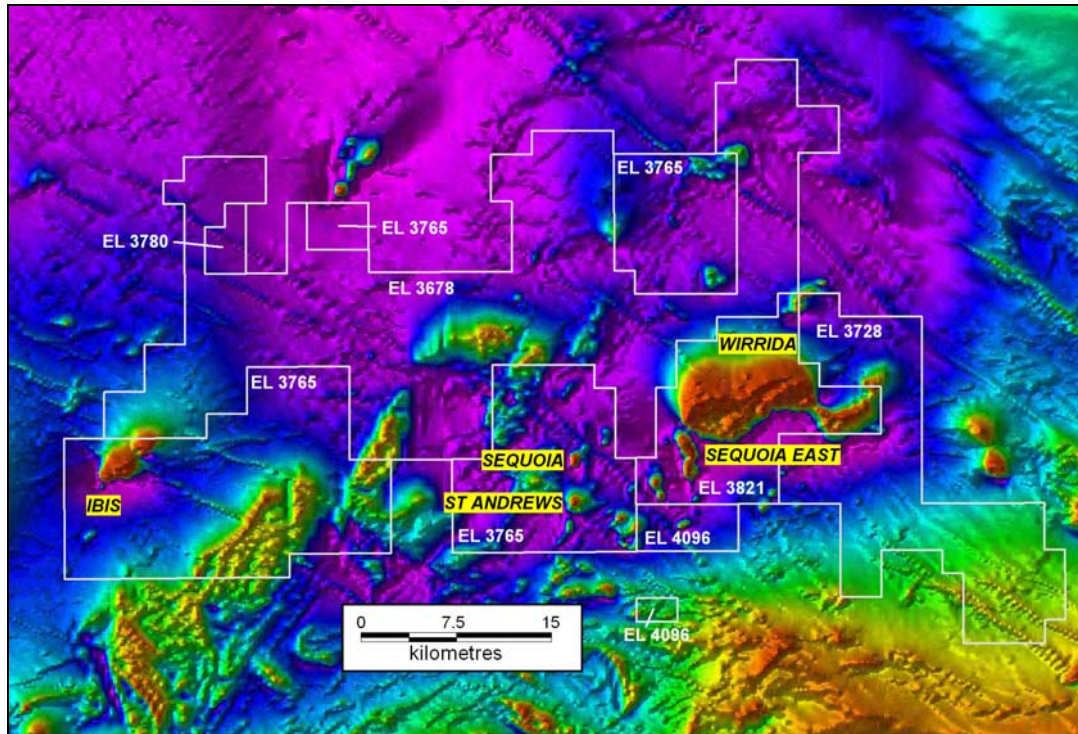 EL 3765
EL 3780
EL 3765
EL 3678
EL 3728
WIRRIDA
EL 3765
SEQUOIA
SEQUOIA EAST
IBIS
ST ANDREWS
EL 3821
EL 3765
EL 4096
0 7.5 15
kilometres
EL 4096